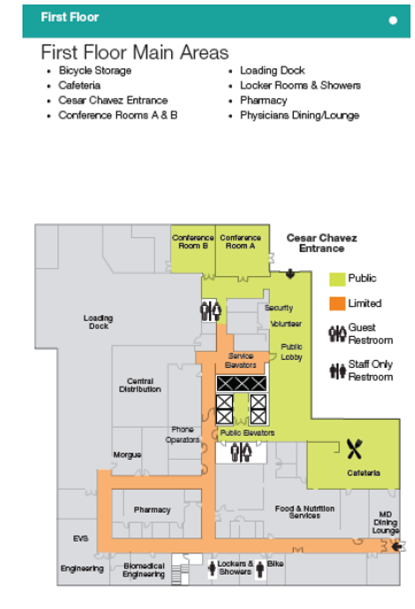 First Floor
First Floor Main Areas
• Bicycle Storage
• Cafeteria
• Cesar Chavez Entrance
• Conference Rooms A & B
• Loading Dock
• Locker Rooms & Showers
• Pharmacy
• Physicians Dining/Lounge
Conference
Room B
Conference
Room A
Cesar Chavez
Entrance
Public
Limited
Guest
Restroom
Staff Only
Restroom
Security
Volunteer
Public
Lobby
Loading
Dock
Service
Elevators
Central
Distribution
Phone
Operators
Public Elevators
Morgue
Cafeteria
Pharmacy
Food & Nutrition
Services
MD
Dining
Lounge
EVS
Engineering
Biomedical
Engineering
Lockers &
Showers
Bike